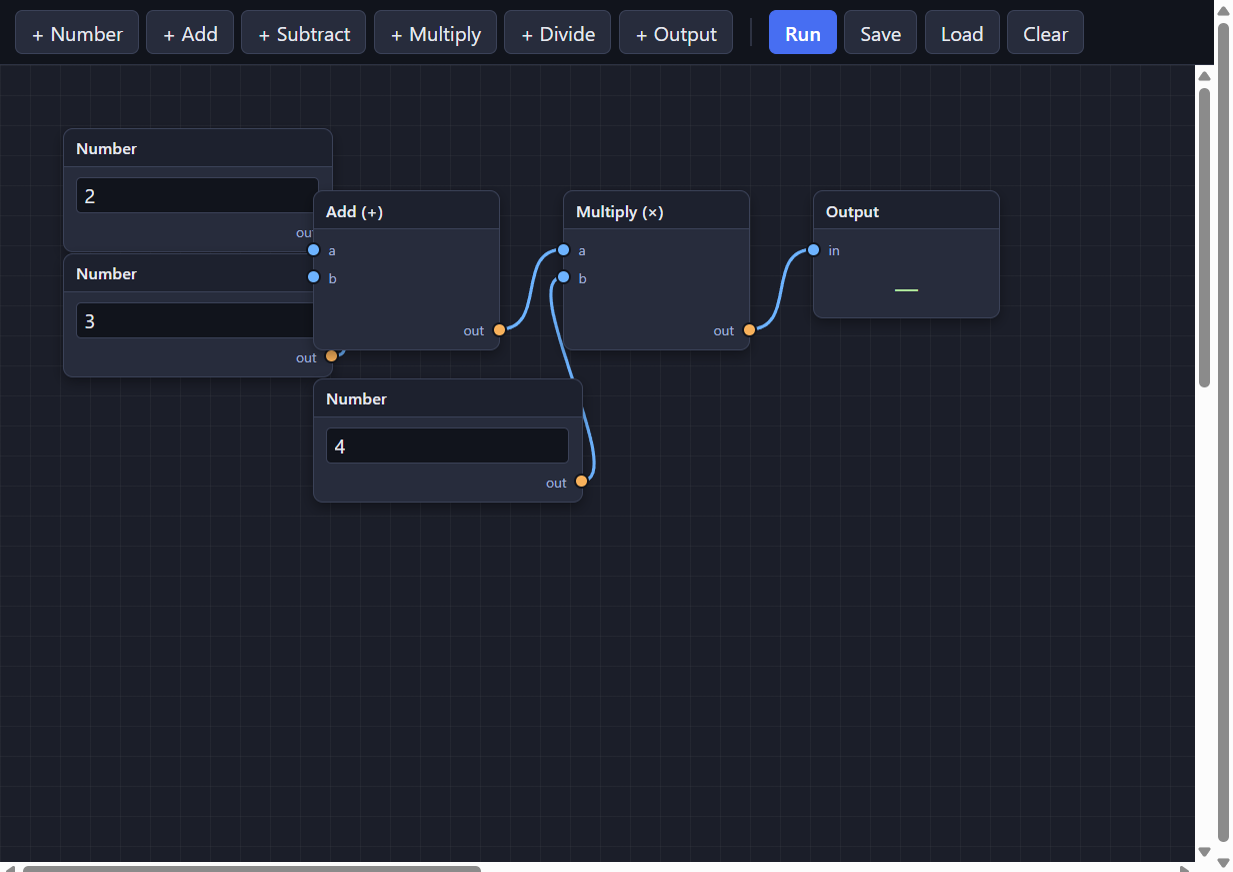 + Number + Add + Subtract + Multiply + Divide + Output Run Save Load Clear
Number
2
out
Number
3
out
Add (+)
a
b
out
Number
4
out
Multiply (×)
a
b
out
Output
in
—